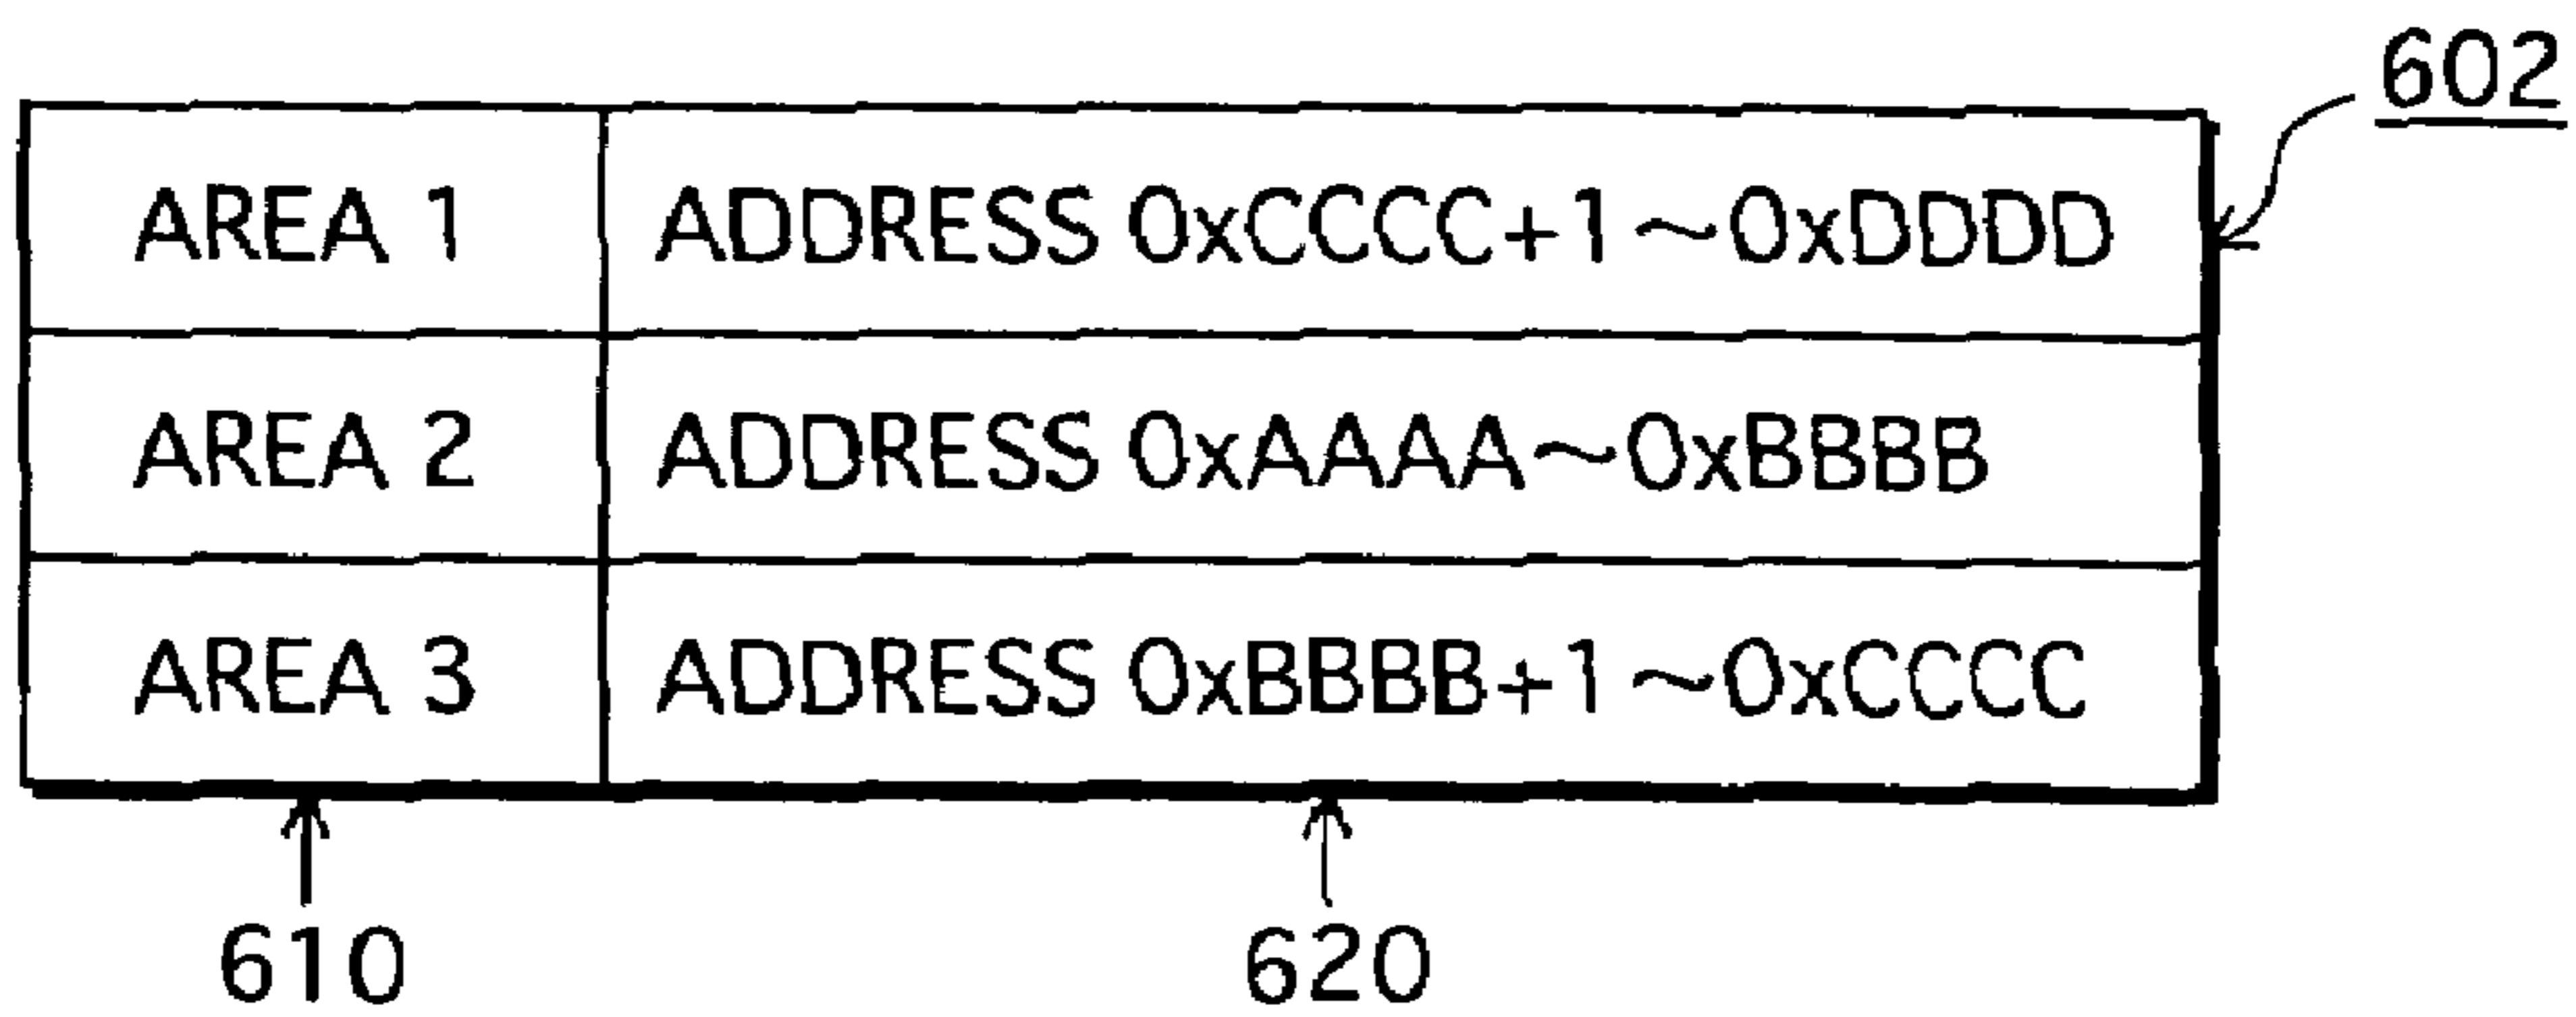 602
AREA 1 ADDRESS 0xCCCC+1~0xDDDD
AREA 2 ADDRESS 0xAAAA~0xBBBB
AREA 3 ADDRESS 0xBBBB+1~0xCCCC
610 620